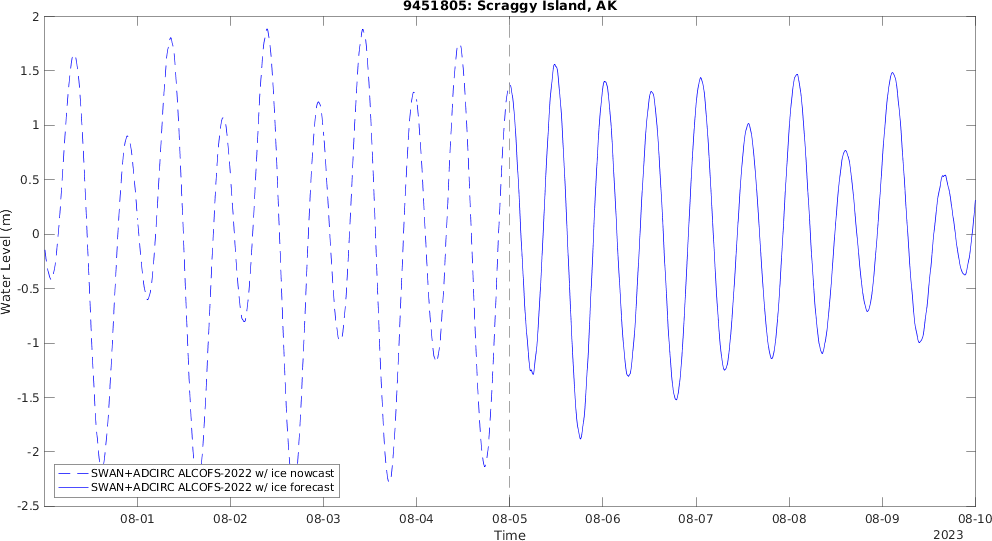 9451805: Scraggy Island, AK
2
1.5
1
0.5
0
-0.5
-1
-1.5
-2
-2.5
Water Level (m)
SWAN+ADCIRC ALCOFS-2022 w/ ice nowcast
SWAN+ADCIRC ALCOFS-2022 w/ ice forecast
08-01 08-02 08-03 08-04 08-05 08-06 08-07 08-08 08-09 08-10
Time
2023